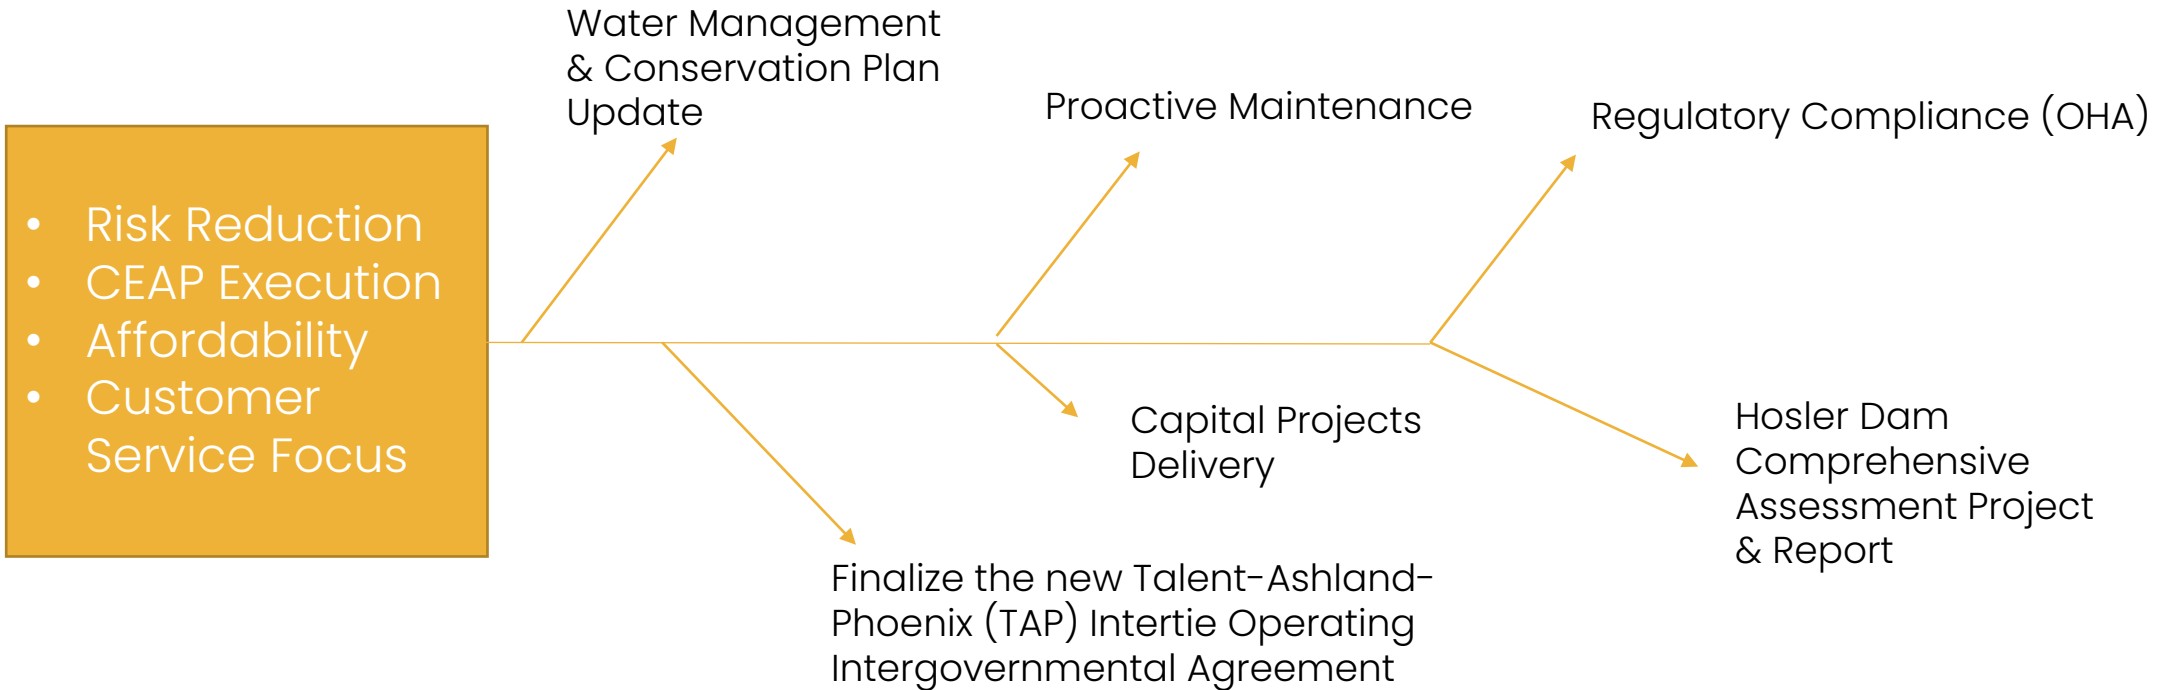 Water Management
& Conservation Plan
Update
Proactive Maintenance
Regulatory Compliance (OHA)
• Risk Reduction
• CEAP Execution
• Affordability
• Customer
Service Focus
Capital Projects
Delivery
Hosler Dam
Comprehensive
Assessment Project
& Report
Finalize the new Talent-Ashland-
Phoenix (TAP) Intertie Operating
Intergovernmental Agreement